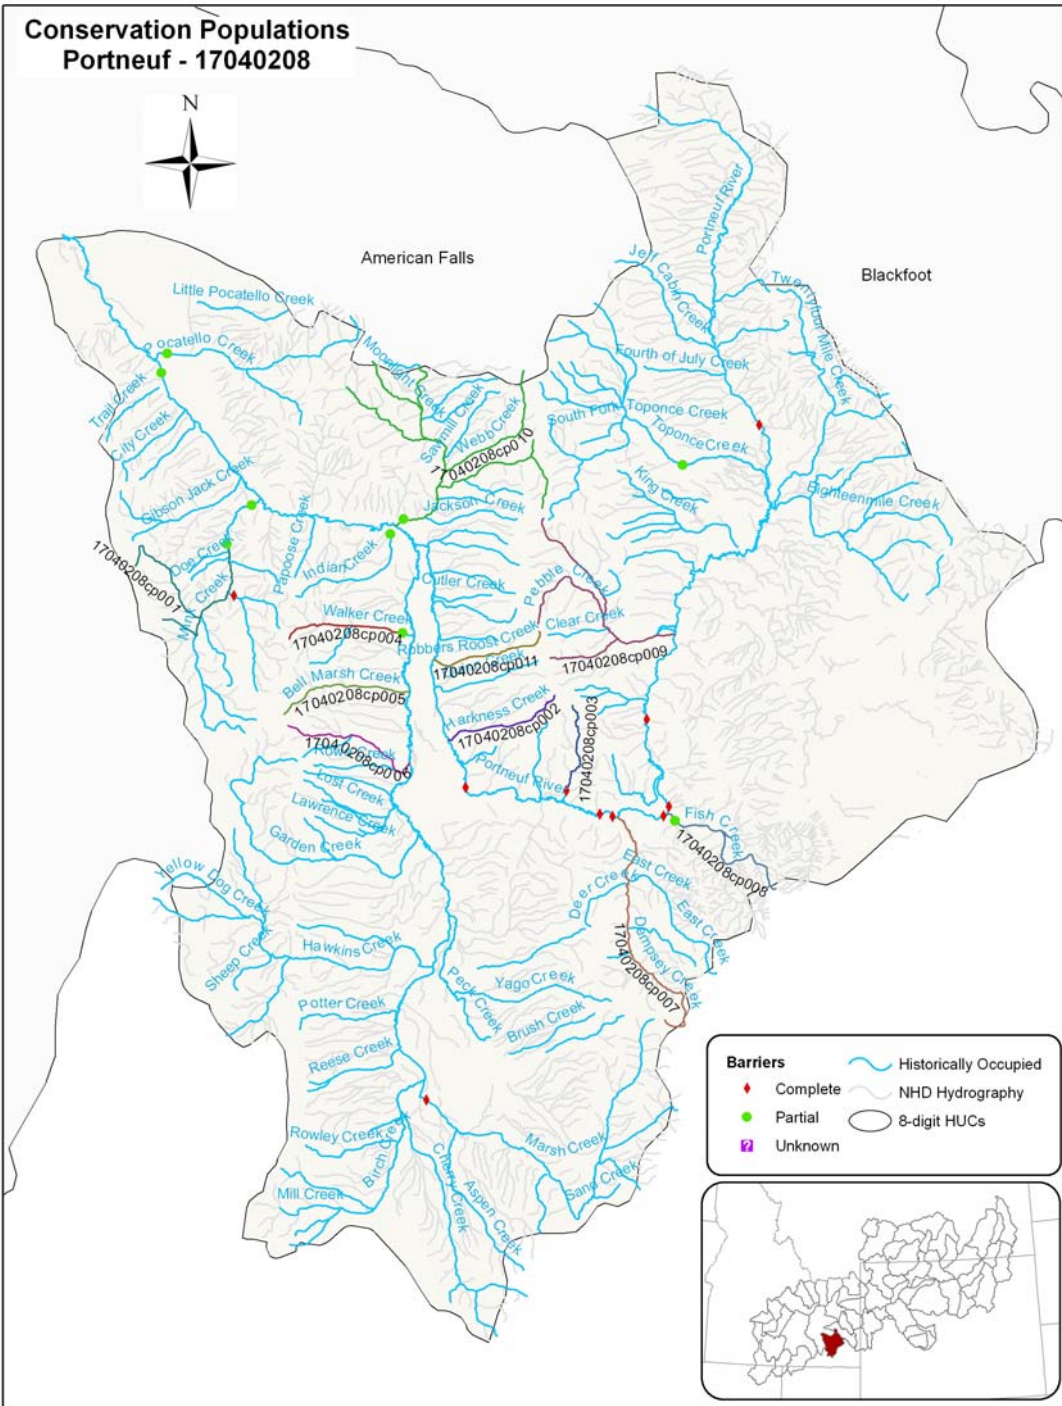 Conservation Populations
Portneuf - 17040208
N
American Falls
Blackfoot
Portneuf River
Jeff Cabin Creek
Twentyfour Mile Creek
Little Pocatello Creek
Pocatello Creek
Moonlight Creek
Fourth of July Creek
Trail Creek
City Creek
Sawmill Creek
Webb Creek
17040208cp010
South Fork Toponce Creek
Toponce Creek
Gibson Jack Creek
King Creek
Eighteenmile Creek
Jackson Creek
Papoose Creek
Doe Creek
Indian Creek
17040208cp001
Mink Creek
Cutler Creek
Pebble Creek
Walker Creek
17040208cp004
Robbers Roost Creek
Clear Creek
Creek
17040208cp011
17040208cp009
Bell Marsh Creek
17040208cp005
Harkness Creek
17040208cp002
17040208cp003
17040208cp006
Creek
Portneuf River
Lost Creek
Lawrence Creek
Garden Creek
Fish Creek
17040208cp008
East Creek
Deer Creek
East Creek
Dempsey Creek
17040208cp007
Yellow Dog Creek
Sheep Creek
Hawkins Creek
Peck Creek
Yago Creek
Potter Creek
Brush Creek
Reese Creek
Rowley Creek
Birch Creek
Marsh Creek
Mill Creek
Cherry Creek
Aspen Creek
Sand Creek
Barriers
Complete
Partial
? Unknown
Historically Occupied
NHD Hydrography
8-digit HUCs